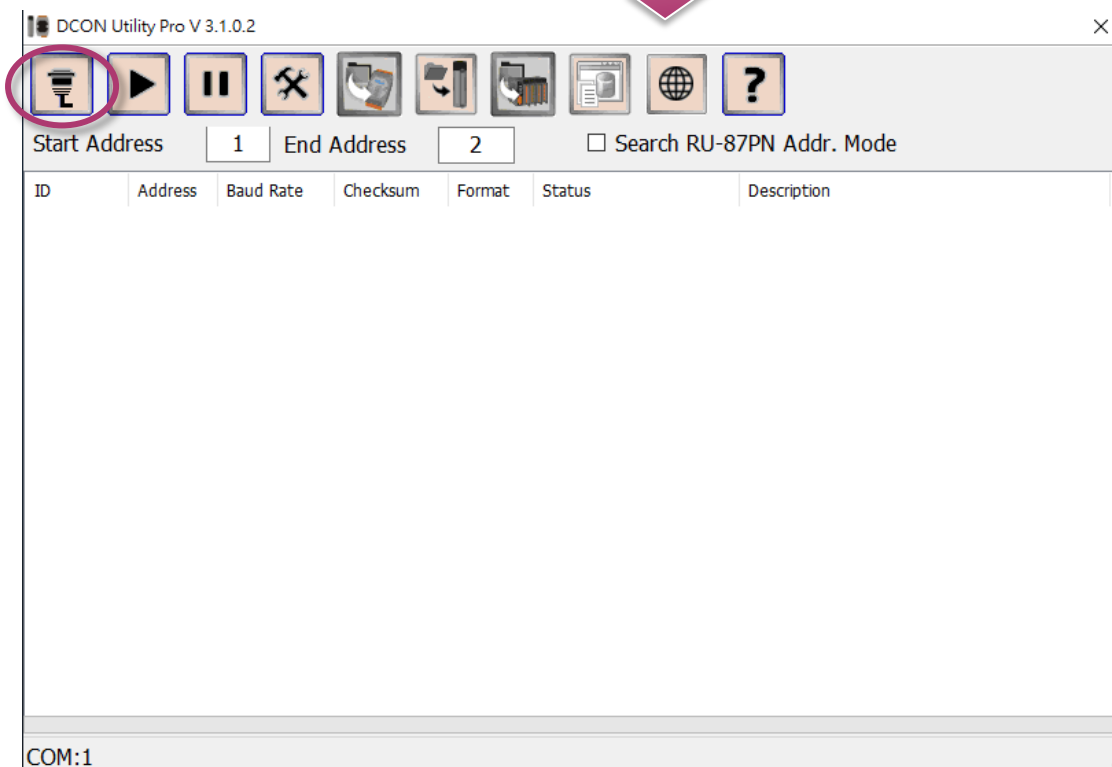 DCON Utility Pro V 3.1.0.2
?
Start Address 1 End Address 2 Search RU-87PN Addr. Mode
ID Address Baud Rate Checksum Format Status Description
COM:1